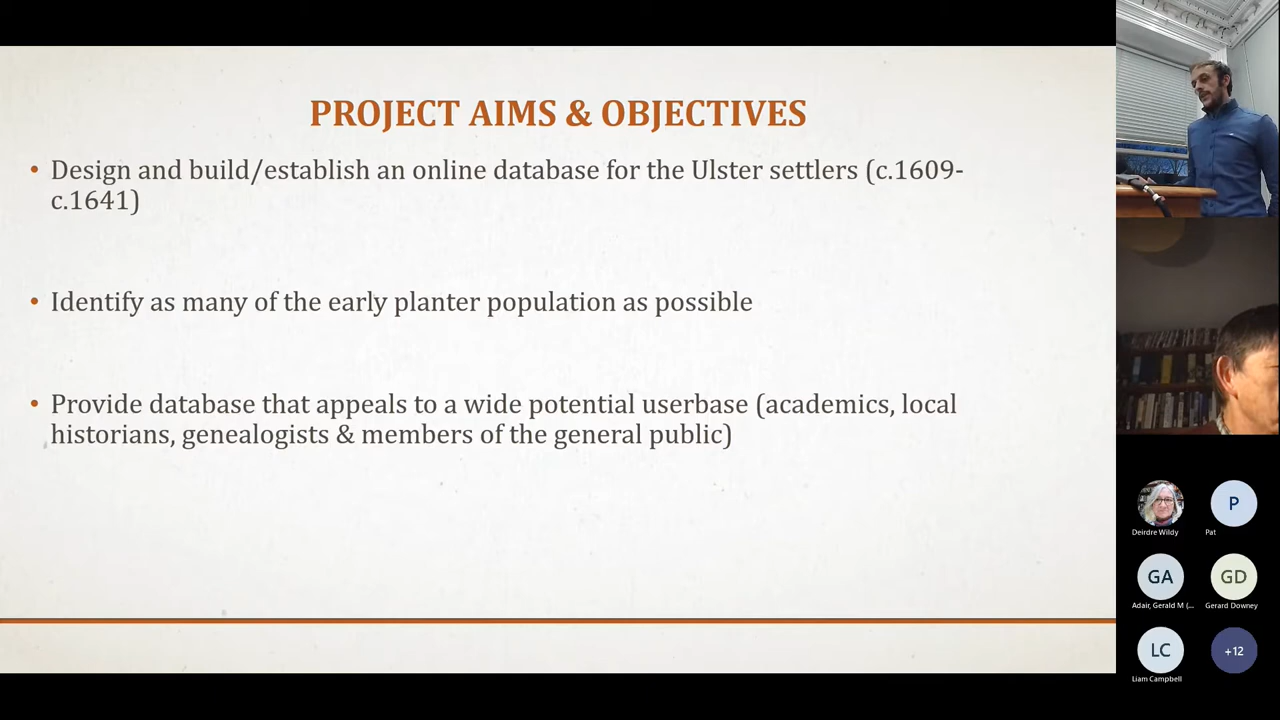 PROJECT AIMS & OBJECTIVES
• Design and build/establish an online database for the Ulster settlers (c.1609-
c.1641)
• Identify as many of the early planter population as possible
• Provide database that appeals to a wide potential userbase (academics, local
historians, genealogists & members of the general public)
Deirdre Wildy
P
Pat
GA
Adair, Gerald M (...
GD
Gerard Downey
LC
Liam Campbell
+12